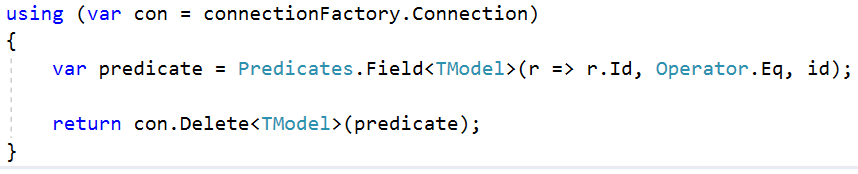 using (var con = connectionFactory.Connection)
{
    var predicate = Predicates.Field<TModel>(r => r.Id, Operator.Eq, id);
    return con.Delete<TModel>(predicate);
}